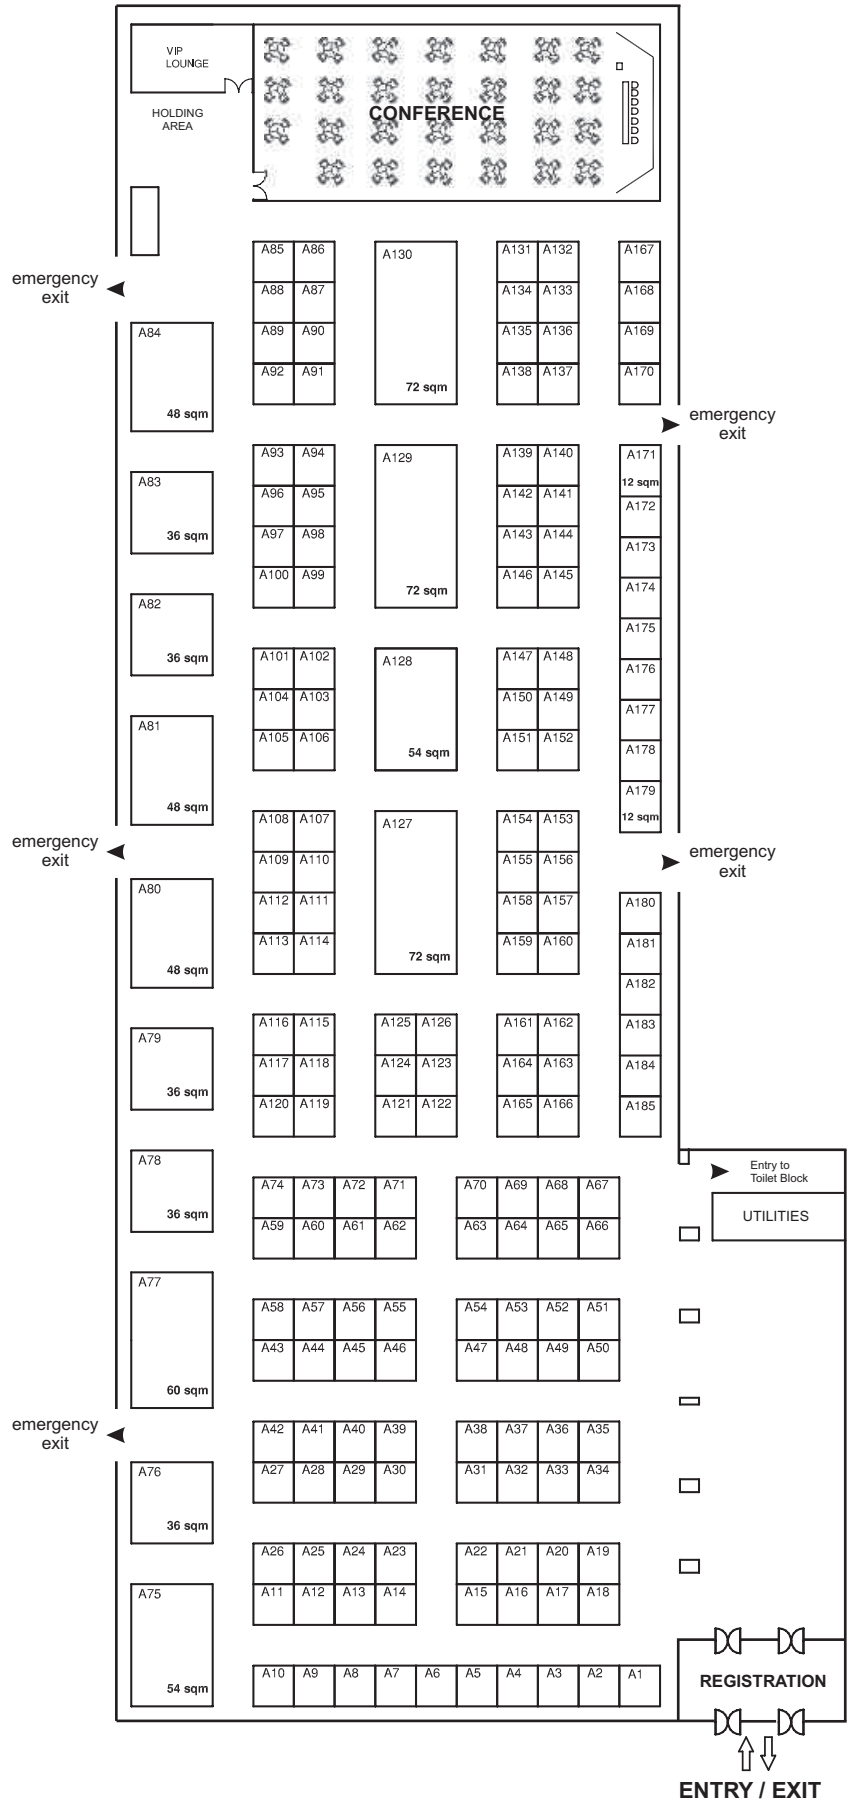 VIP
LOUNGE
CONFERENCE
HOLDING
AREA
A85 A86 A130 A131 A132 A167
emergency
exit
A88 A87 A134 A133 A168
A84 A89 A90 A135 A136 A169
A92 A91 A138 A137 A170
72 sqm
48 sqm
emergency
exit
A93 A94 A129 A139 A140 A171
12 sqm
A83 A96 A95 A142 A141 A172
36 sqm
A97 A98 A143 A144 A173
A100 A99 A146 A145 A174
72 sqm
A82
A175
36 sqm
A101 A102 A128 A147 A148 A176
A104 A103 A150 A149 A177
A81 A105 A106 A151 A152 A178
54 sqm
A179
48 sqm
12 sqm
A108 A107 A127 A154 A153
emergency
exit
emergency
exit
A109 A110 A155 A156
A80 A112 A111 A158 A157 A180
A113 A114 A159 A160 A181
72 sqm
48 sqm
A182
A116 A115 A125 A126 A161 A162 A183
A79 A117 A118 A124 A123 A164 A163 A184
36 sqm
A120 A119 A121 A122 A165 A166 A185
A78
Entry to
Toilet Block
A74 A73 A72 A71 A70 A69 A68 A67
36 sqm
UTILITIES
A59 A60 A61 A62 A63 A64 A65 A66
A77
A58 A57 A56 A55 A54 A53 A52 A51
A43 A44 A45 A46 A47 A48 A49 A50
60 sqm
emergency
exit
A42 A41 A40 A39 A38 A37 A36 A35
A76 A27 A28 A29 A30 A31 A32 A33 A34
36 sqm
A26 A25 A24 A23 A22 A21 A20 A19
A75 A11 A12 A13 A14 A15 A16 A17 A18
A10 A9 A8 A7 A6 A5 A4 A3 A2 A1
54 sqm
REGISTRATION
ENTRY / EXIT